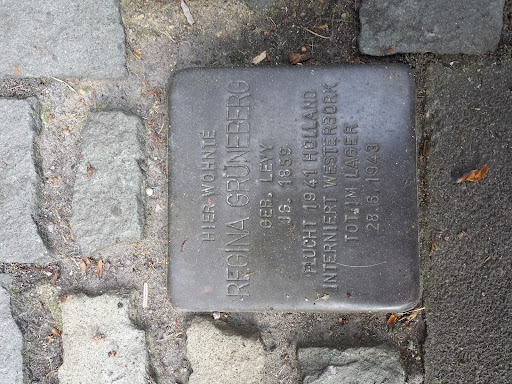 HIER WOHNTE
REGINA GRÜNEBERG
GEB. LEVY
JG. 1859
FLUCHT 1941 HOLLAND
INTERNIERT WESTERBORK
TOT IM LAGER
28.6.1943